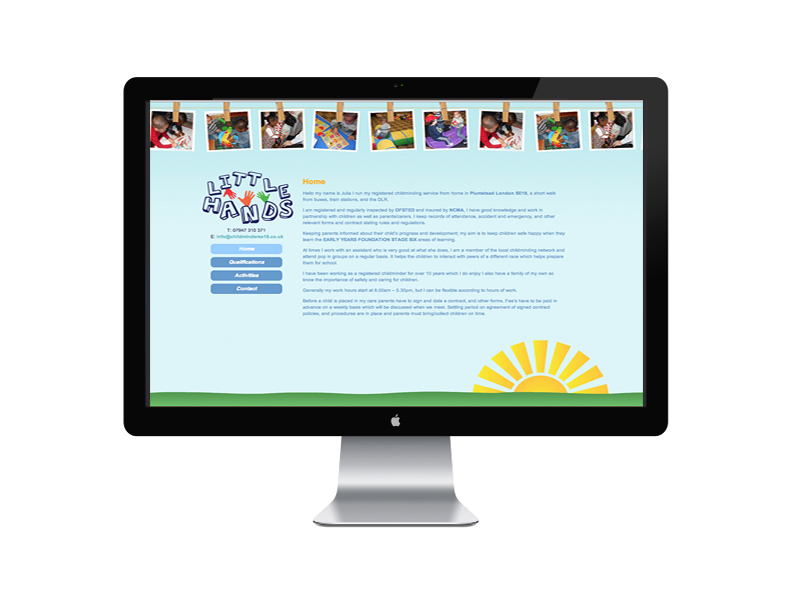 LITTLE
HANDS
T: 07947 310 371
E: info@childminderse18.co.uk
Home
Qualifications
Activities
Contact
Home
Hello my name is Julia I run my registered childminding service from home in Plumstead London SE18, a short walk
from buses, train stations, and the DLR.
I am registered and regularly inspected by OFSTED and insured by NCMA, I have good knowledge and work in
partnership with children as well as parents/carers. I keep records of attendance, accident and emergency, and other
relevant forms and contract stating rules and regulations.
Keeping parents informed about their child's progress and development; my aim is to keep children safe happy when they
learn the EARLY YEARS FOUNDATION STAGE SIX areas of learning.
At times I work with an assistant who is very good at what she does, I am a member of the local childminding network and
attend pop in groups on a regular basis. It helps the children to interact with peers of a different race which helps prepare
them for school.
I have been working as a registered childminder for over 10 years which I do enjoy I also have a family of my own so
know the importance of safety and caring for children.
Generally my work hours start at 8.00am – 5.30pm, but I can be flexible according to hours of work.
Before a child is placed in my care parents have to sign and date a contract, and other forms. Fee's have to be paid in
advance on a weekly basis which will be discussed when we meet. Settling period on agreement of signed contract
policies, and procedures are in place and parents must bring/collect children on time.